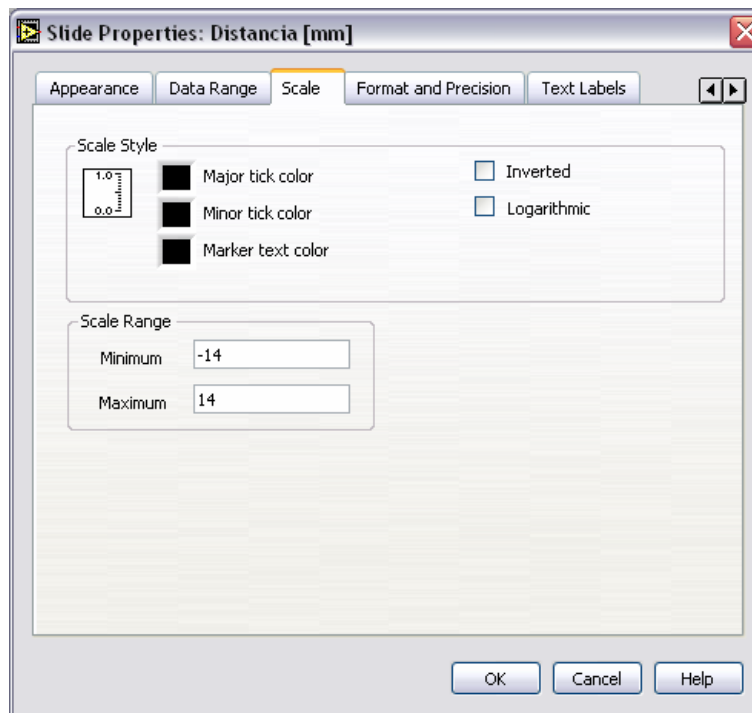 Slide Properties: Distancia [mm]
Appearance Data Range Scale Format and Precision Text Labels
Scale Style
1.0
0.0
Major tick color
Minor tick color
Marker text color
Inverted
Logarithmic
Scale Range
Minimum -14
Maximum 14
OK Cancel Help